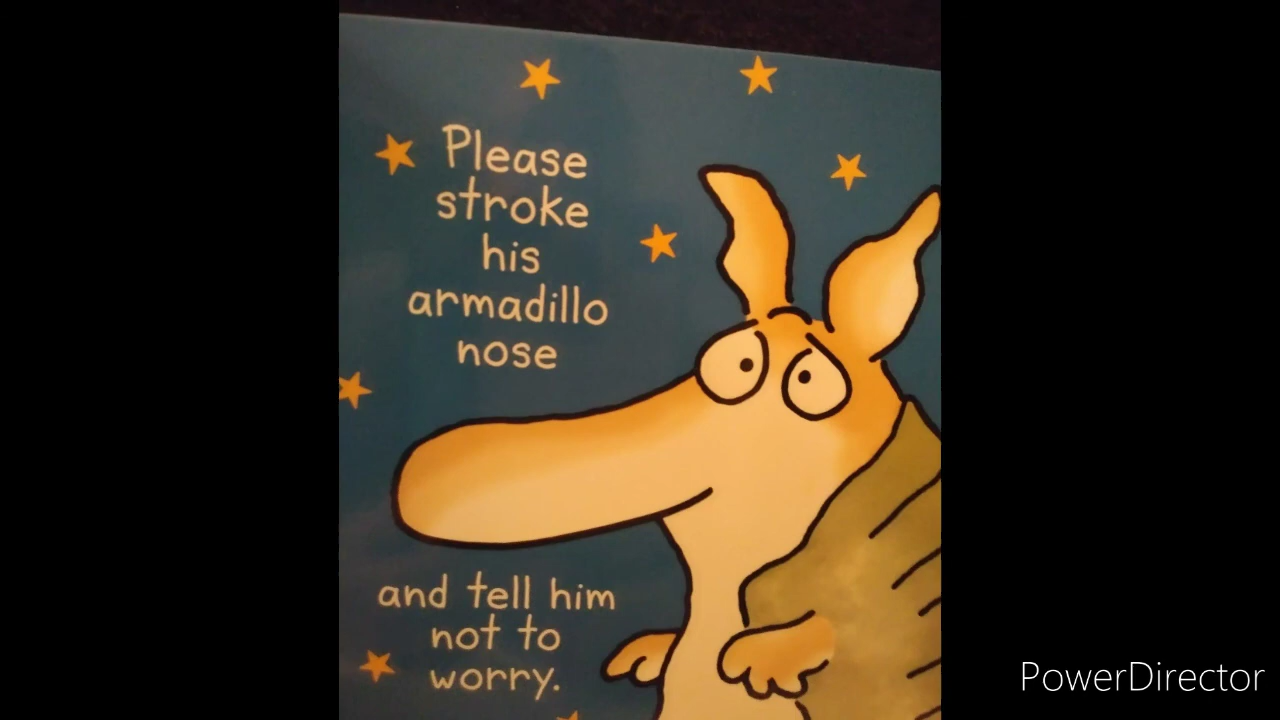 Please
stroke
his
armadillo
nose
and tell him
not to
worry.
PowerDirector